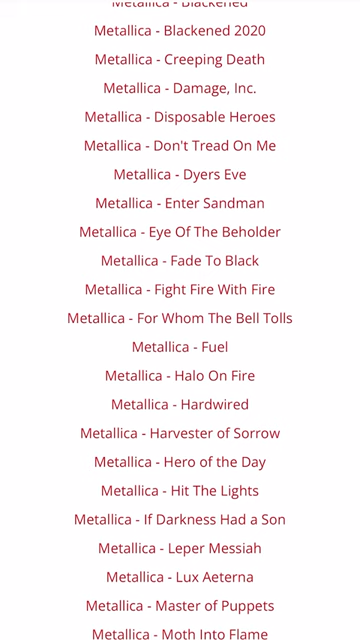 Metallica - Blackened
Metallica - Blackened 2020
Metallica - Creeping Death
Metallica - Damage, Inc.
Metallica - Disposable Heroes
Metallica - Don't Tread On Me
Metallica - Dyers Eve
Metallica - Enter Sandman
Metallica - Eye Of The Beholder
Metallica - Fade To Black
Metallica - Fight Fire With Fire
Metallica - For Whom The Bell Tolls
Metallica - Fuel
Metallica - Halo On Fire
Metallica - Hardwired
Metallica - Harvester of Sorrow
Metallica - Hero of the Day
Metallica - Hit The Lights
Metallica - If Darkness Had a Son
Metallica - Leper Messiah
Metallica - Lux Aeterna
Metallica - Master of Puppets
Metallica - Moth Into Flame